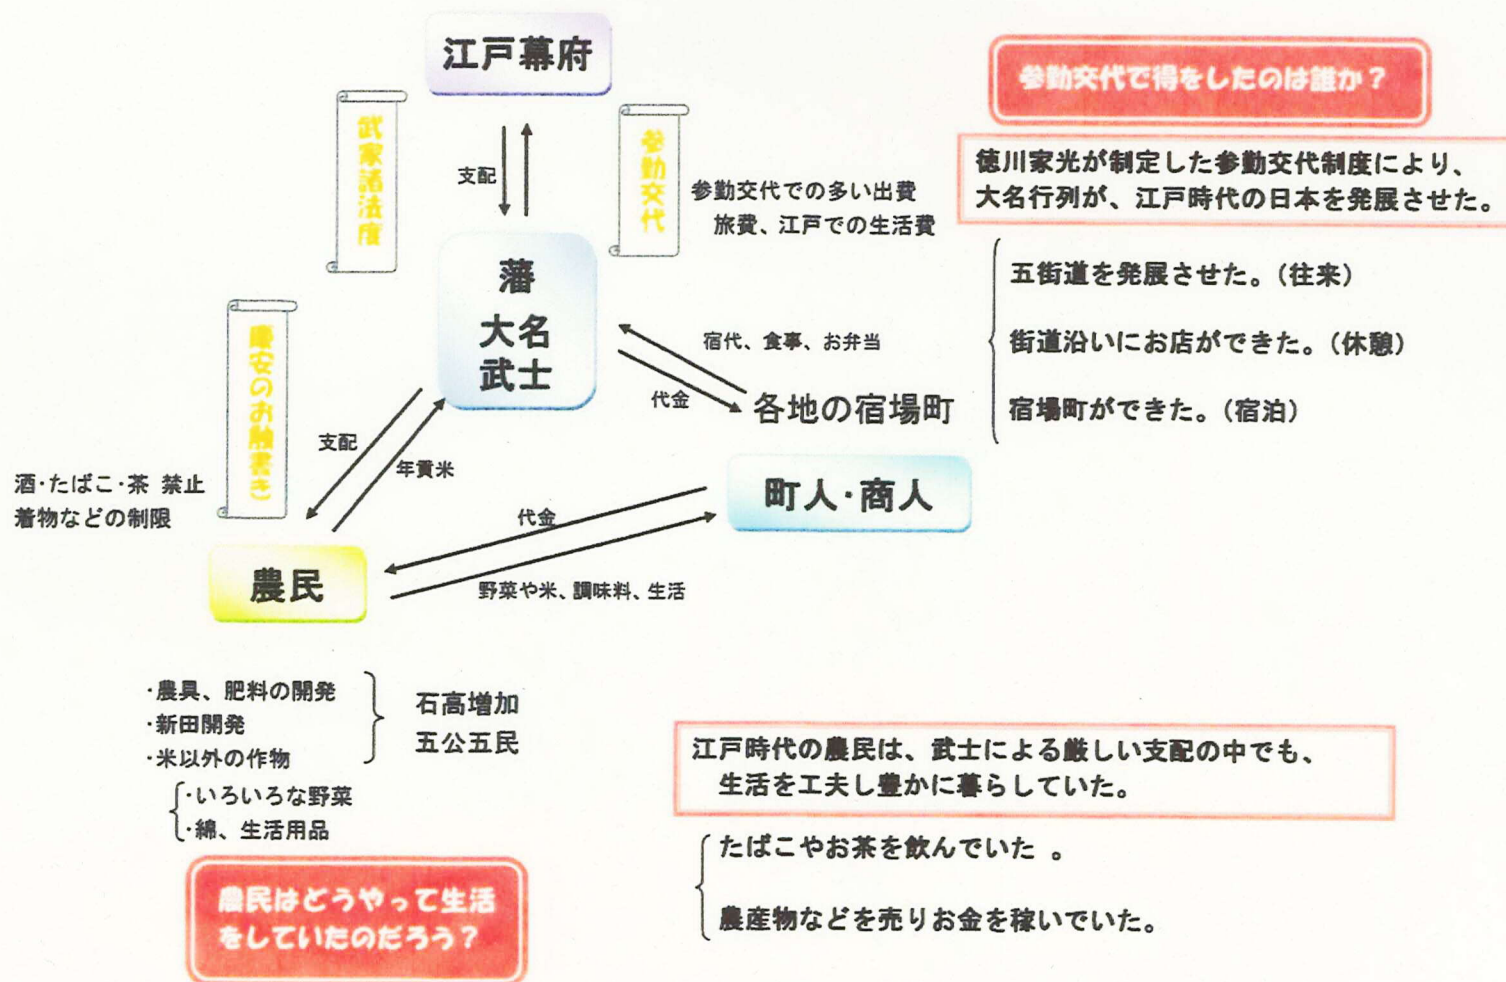 江戸幕府
武家諸法度
支配
参勤交代
参勤交代での多い出費
旅費、江戸での生活費
藩
大名
武士
慶安のお触書き
支配
年貢米
酒・たばこ・茶 禁止
着物などの制限
宿代、食事、お弁当
代金
各地の宿場町
町人・商人
代金
野菜や米、調味料、生活
農民
・農具、肥料の開発
・新田開発
・米以外の作物
・いろいろな野菜
・綿、生活用品
石高増加
五公五民
農民はどうやって生活
をしていたのだろう？
参勤交代で得をしたのは誰か？
徳川家光が制定した参勤交代制度により、
大名行列が、江戸時代の日本を発展させた。
五街道を発展させた。（往来）
街道沿いにお店ができた。（休憩）
宿場町ができた。（宿泊）
江戸時代の農民は、武士による厳しい支配の中でも、
生活を工夫し豊かに暮らしていた。
たばこやお茶を飲んでいた 。
農産物などを売りお金を稼いでいた。